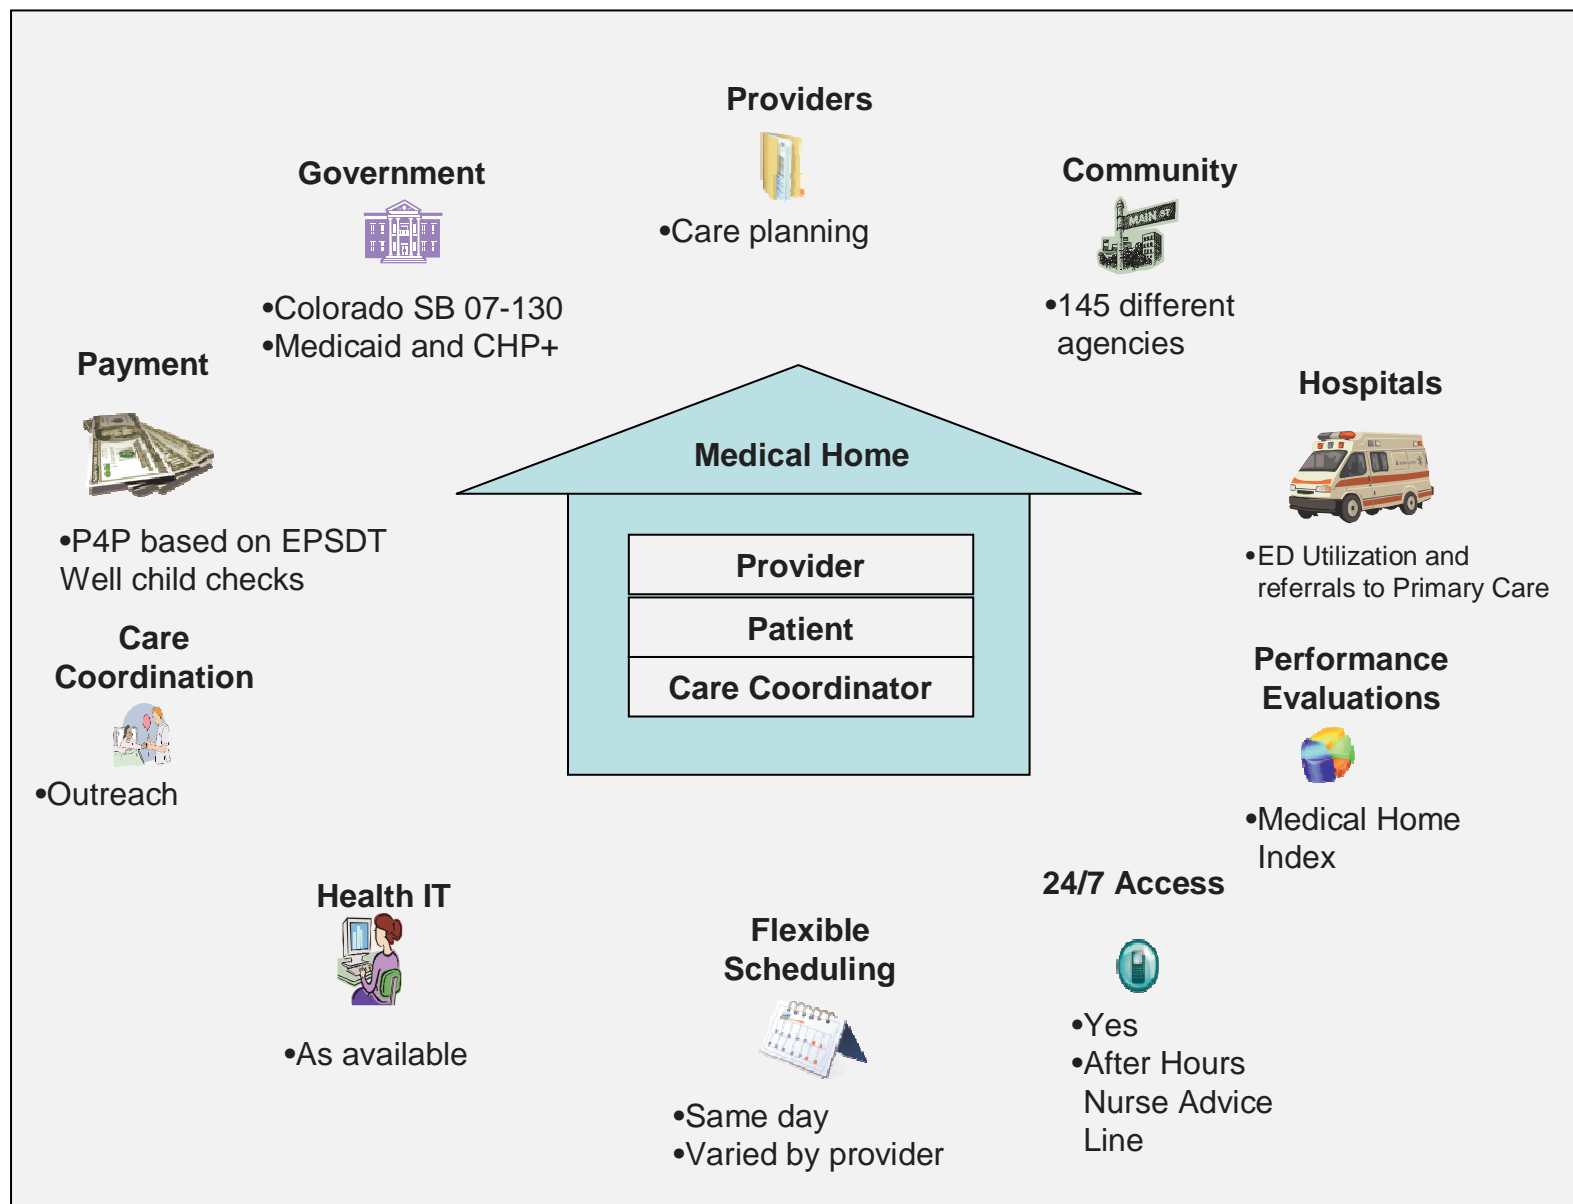 Providers
•Care planning
Government
•Colorado SB 07-130
•Medicaid and CHP+
Community
MAIN ST
•145 different
agencies
Payment
•P4P based on EPSDT
Well child checks
Hospitals
•ED Utilization and
referrals to Primary Care
Medical Home
Provider
Patient
Care Coordinator
Care
Coordination
•Outreach
Performance
Evaluations
•Medical Home
Index
Health IT
•As available
Flexible
Scheduling
•Same day
•Varied by provider
24/7 Access
•Yes
•After Hours
Nurse Advice
Line